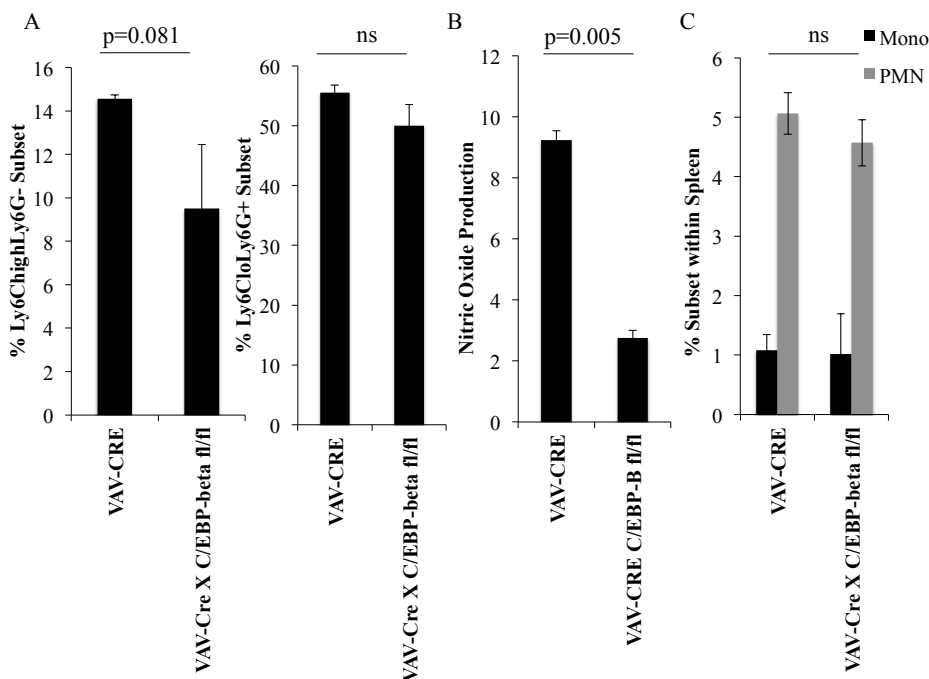 A
p=0.081
% Ly6ChighLy6G- Subset
16
14
12
10
8
6
4
2
0
VAV-CRE
VAV-Cre X C/EBP-beta fl/fl
ns
% Ly6CloLy6G+ Subset
60
50
40
30
20
10
0
VAV-CRE
VAV-Cre X C/EBP-beta fl/fl
B
p=0.005
Nitric Oxide Production
12
10
8
6
4
2
0
VAV-CRE
VAV-CRE C/EBP-B fl/fl
C
ns
Mono
PMN
% Subset within Spleen
6
5
4
3
2
1
0
VAV-CRE
VAV-Cre X C/EBP-beta fl/fl